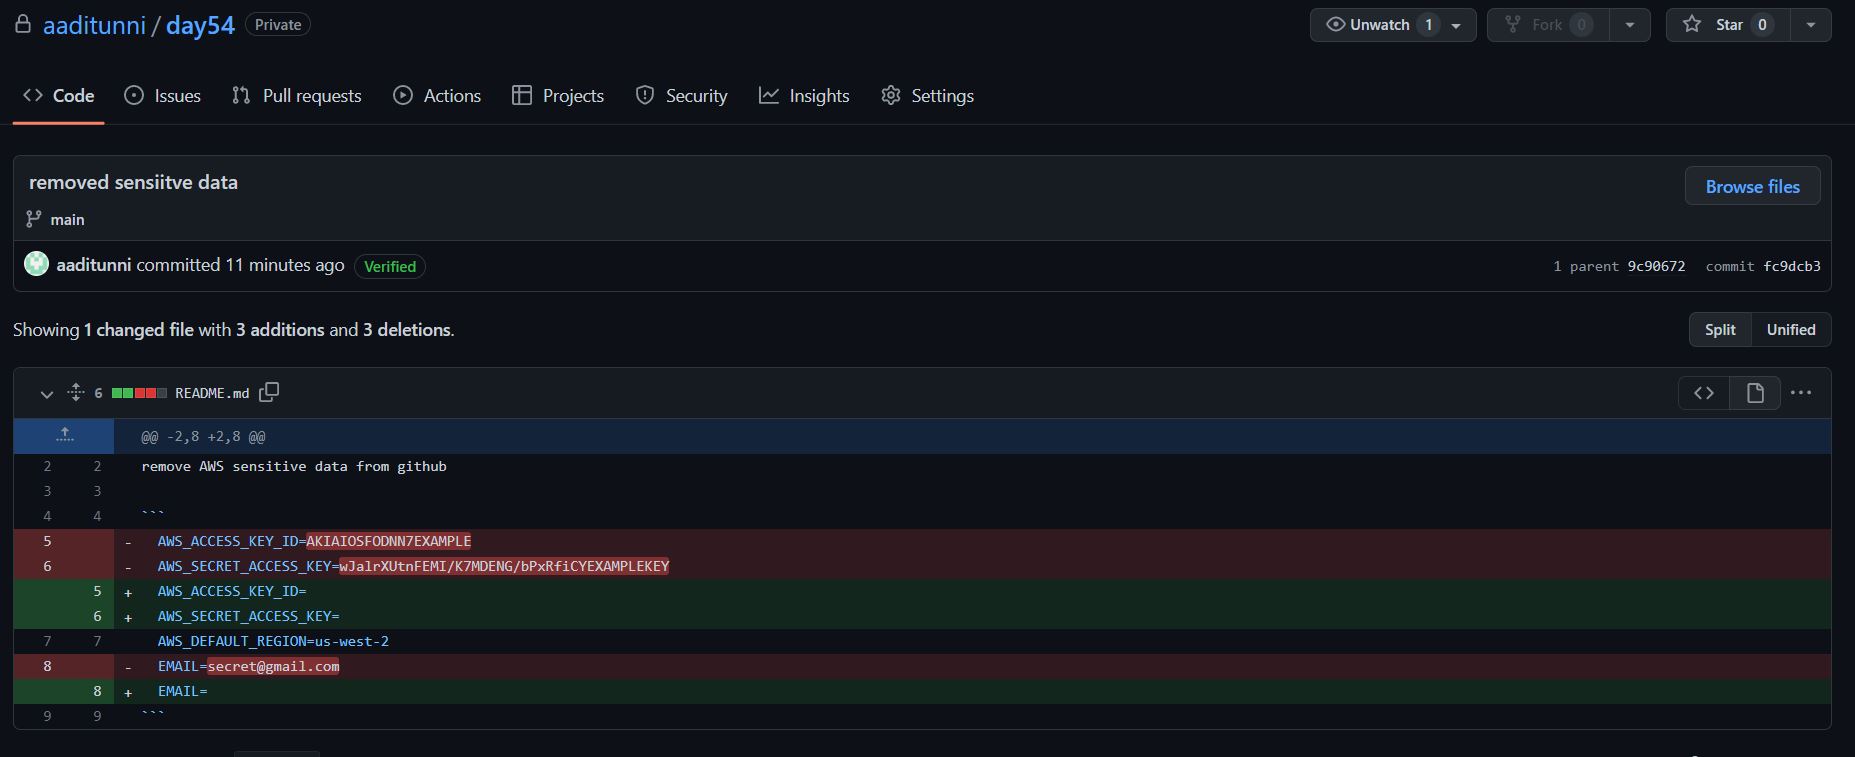 aaditunni / day54 Private Unwatch 1 Fork 0 Star 0
Code Issues Pull requests Actions Projects Security Insights Settings
removed sensiitve data
Browse files
main
aaditunni committed 11 minutes ago Verified 1 parent 9c90672 commit fc9dcb3
Showing 1 changed file with 3 additions and 3 deletions. Split Unified
6 README.md
@@ -2,8 +2,8 @@
2 2 remove AWS sensitive data from github
3 3
4 4 ```
5 - AWS_ACCESS_KEY_ID=AKIAIOSFODNN7EXAMPLE
6 - AWS_SECRET_ACCESS_KEY=wJalrXUtnFEMI/K7MDENG/bPxRfiCYEXAMPLEKEY
5 + AWS_ACCESS_KEY_ID=
6 + AWS_SECRET_ACCESS_KEY=
7 7 AWS_DEFAULT_REGION=us-west-2
8 - EMAIL=secret@gmail.com
8 + EMAIL=
9 9 ```